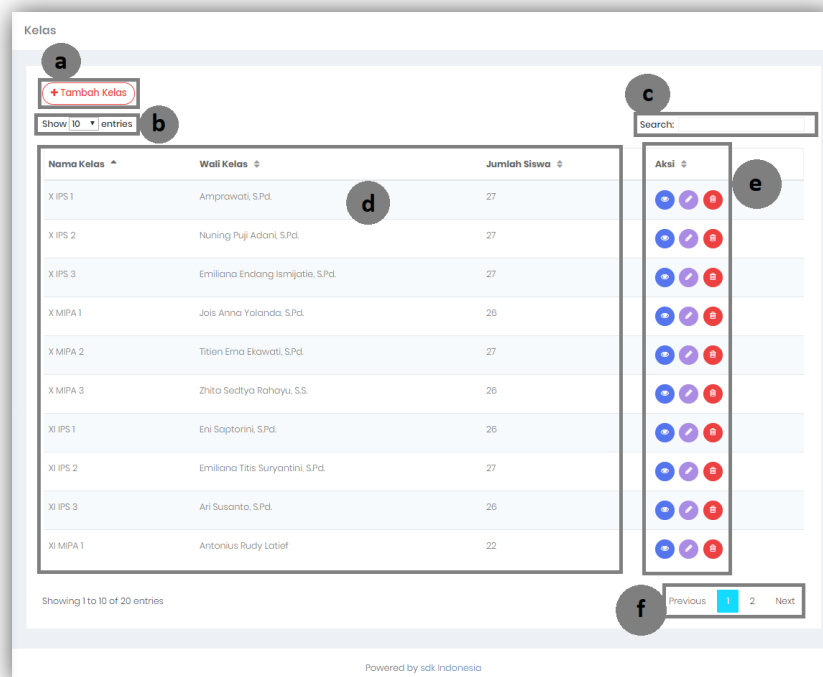 Kelas
a
+ Tambah Kelas
c
Show 10 entries
b
Search:
Nama Kelas Wali Kelas Jumlah Siswa Aksi
e
d
X IPS 1 Amprawati, S.Pd. 27
X IPS 2 Nuning Puji Adani, S.Pd. 27
X IPS 3 Emiliana Endang Ismijatie, S.Pd. 27
X MIPA 1 Jois Anna Yolanda, S.Pd. 26
X MIPA 2 Titien Erna Ekawati, S.Pd. 27
X MIPA 3 Zhita Sedtya Rahayu, S.S. 26
XI IPS 1 Eni Saptorini, S.Pd. 26
XI IPS 2 Emiliana Titis Suryantini, S.Pd. 27
XI IPS 3 Ari Susanto, S.Pd. 26
XI MIPA 1 Antonius Rudy Latief 22
Showing 1 to 10 of 20 entries
f
Previous 1 2 Next
Powered by sdk Indonesia